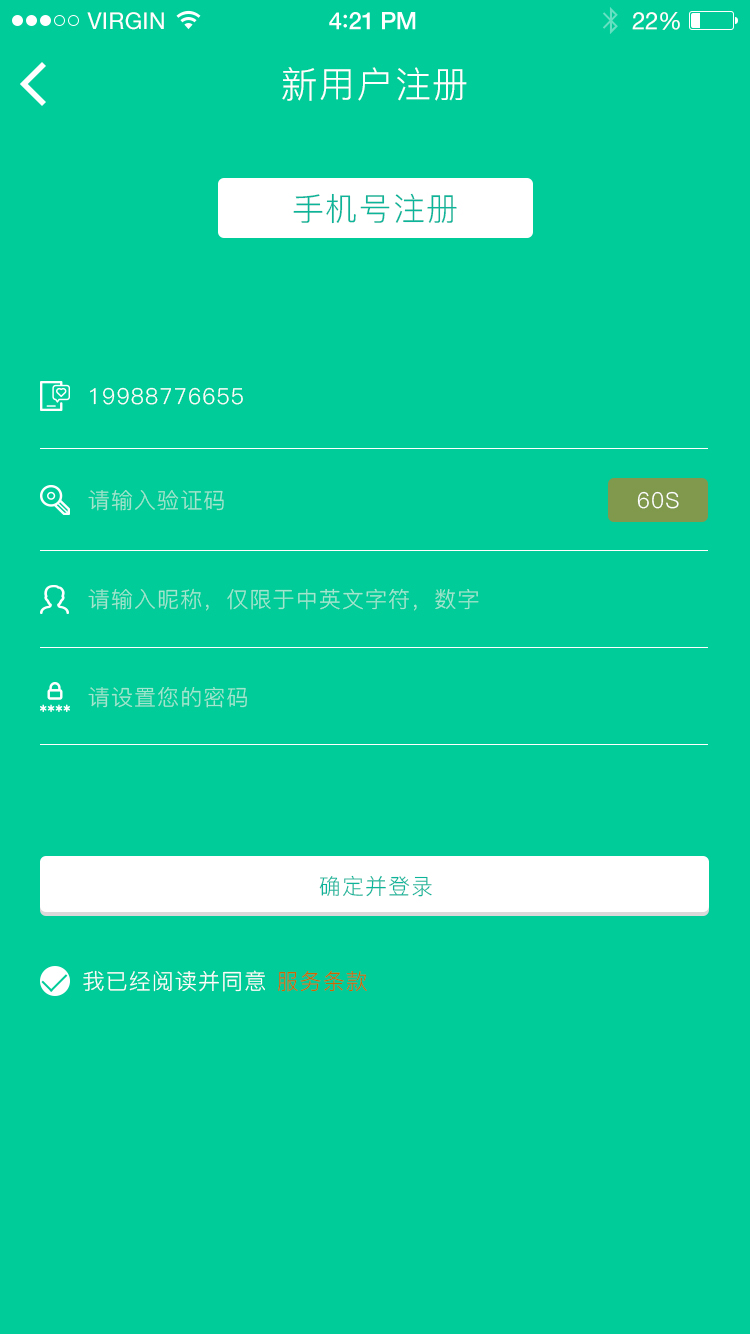 VIRGIN 4:21 PM 22%
新用户注册
手机号注册
19988776655
请输入验证码 60S
请输入昵称，仅限于中英文字符，数字
****
请设置您的密码
确定并登录
我已经阅读并同意 服务条款